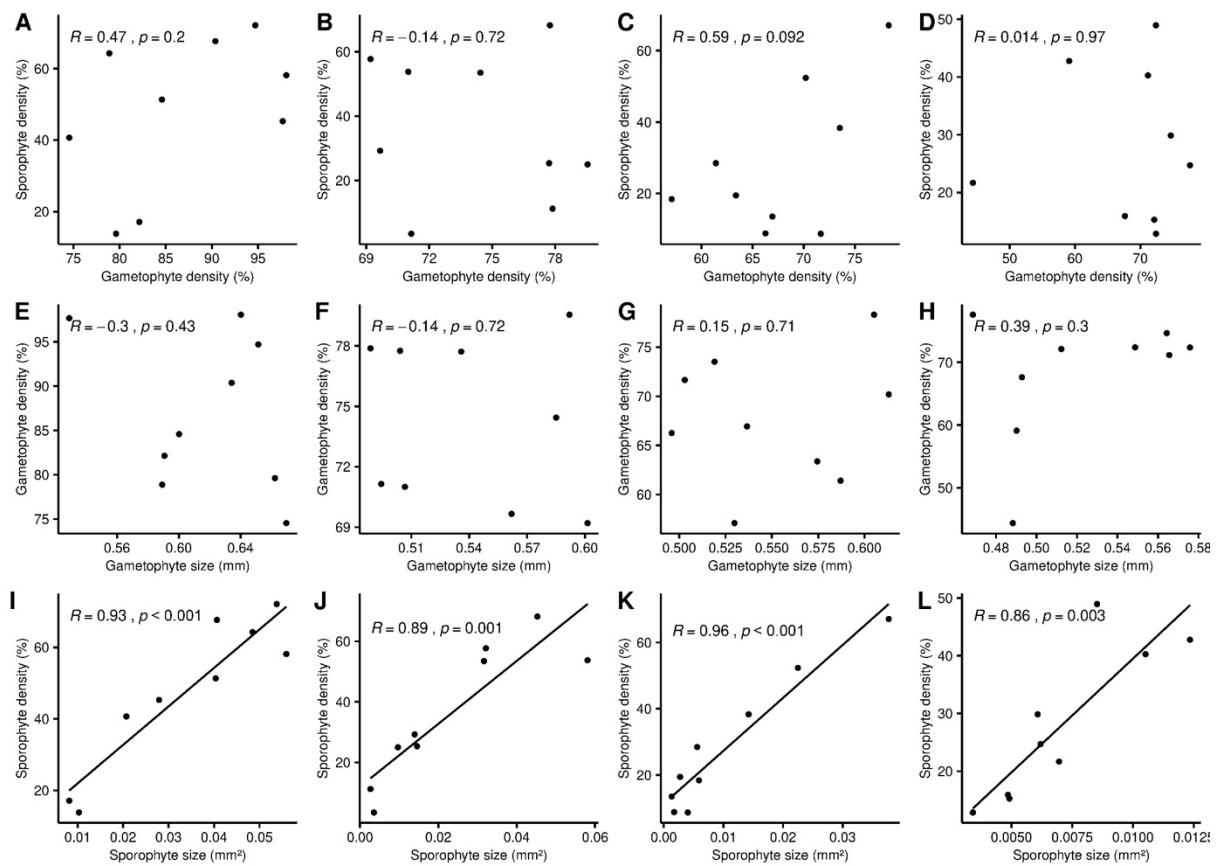 A
R = 0.47 , p = 0.2
Sporophyte density (%)
60
40
20
75 80 85 90 95
Gametophyte density (%)
B
R = −0.14 , p = 0.72
Sporophyte density (%)
60
40
20
69 72 75 78
Gametophyte density (%)
C
R = 0.59 , p = 0.092
Sporophyte density (%)
60
40
20
60 65 70 75
Gametophyte density (%)
D
R = 0.014 , p = 0.97
Sporophyte density (%)
50
40
30
20
50 60 70
Gametophyte density (%)
E
R = −0.3 , p = 0.43
Gametophyte density (%)
95
90
85
80
75
0.56 0.60 0.64
Gametophyte size (mm)
F
R = −0.14 , p = 0.72
Gametophyte density (%)
78
75
72
69
0.51 0.54 0.57 0.60
Gametophyte size (mm)
G
R = 0.15 , p = 0.71
Gametophyte density (%)
75
70
65
60
0.500 0.525 0.550 0.575 0.600
Gametophyte size (mm)
H
R = 0.39 , p = 0.3
Gametophyte density (%)
70
60
50
0.48 0.50 0.52 0.54 0.56 0.58
Gametophyte size (mm)
I
R = 0.93 , p < 0.001
Sporophyte density (%)
60
40
20
0.01 0.02 0.03 0.04 0.05
Sporophyte size (mm²)
J
R = 0.89 , p = 0.001
Sporophyte density (%)
60
40
20
0.00 0.02 0.04 0.06
Sporophyte size (mm²)
K
R = 0.96 , p < 0.001
Sporophyte density (%)
60
40
20
0.00 0.01 0.02 0.03
Sporophyte size (mm²)
L
R = 0.86 , p = 0.003
Sporophyte density (%)
50
40
30
20
0.0050 0.0075 0.0100 0.0125
Sporophyte size (mm²)